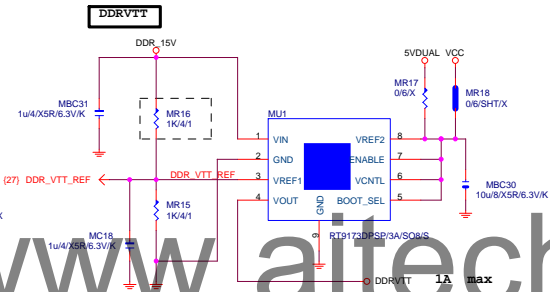 DDRVTT
DDR_15V
5VDUAL VCC
MBC31
1u/4/X5R/6.3V/K
MR16
1K/4/1
MR17
0/6/X
MR18
0/6/SHT/X
MU1
1 VIN
2 GND
3 VREF1
4 VOUT
VREF2 8
ENABLE 7
VCNTL 6
BOOT_SEL 5
GND
9
{27} DDR_VTT_REF
DDR_VTT_REF
MBC30
10u/8/X5R/6.3V/K
MR15
1K/4/1
MC18
1u/4/X5R/6.3V/K
RT9173DPSP/3A/SO8/S
DDRVTT 1A max
www aitech